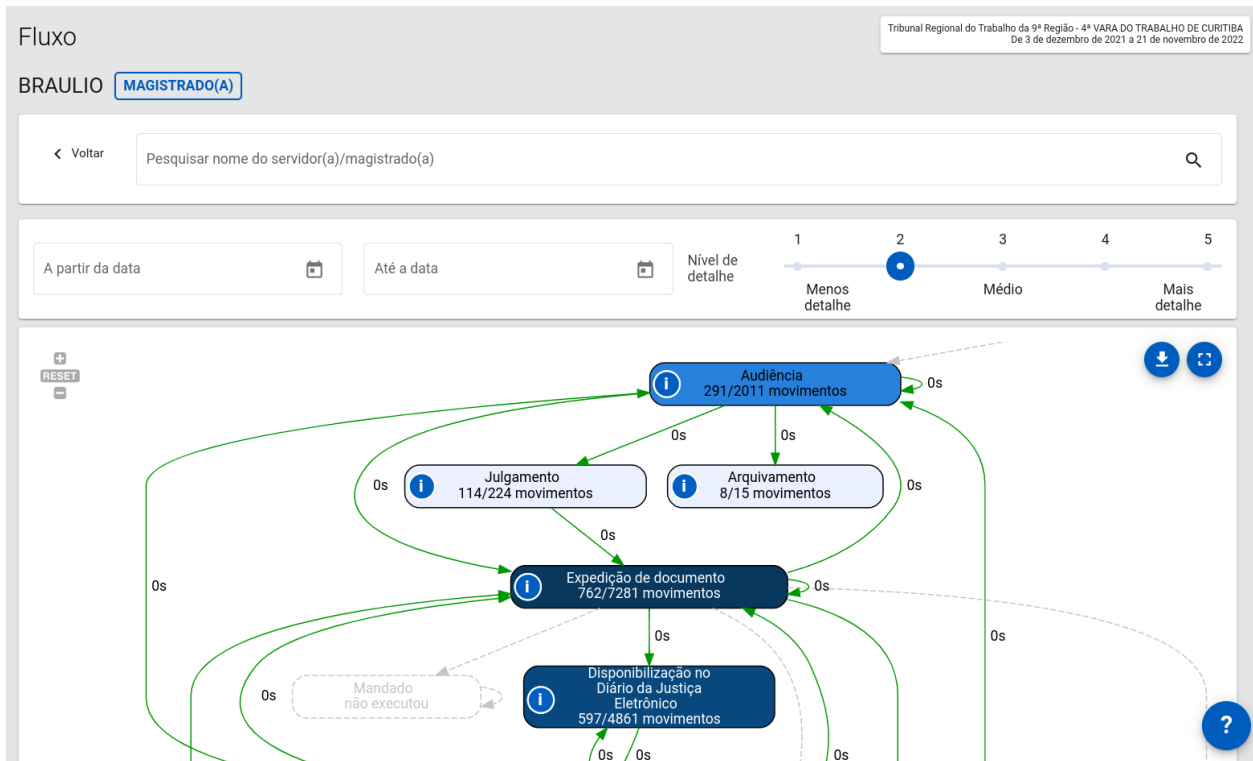 Fluxo
Tribunal Regional do Trabalho da 9ª Região - 4ª VARA DO TRABALHO DE CURITIBA
De 3 de dezembro de 2021 a 21 de novembro de 2022
BRAULIO MAGISTRADO(A)
Voltar
Pesquisar nome do servidor(a)/magistrado(a)
A partir da data
Até a data
Nível de
detalhe
1 2 3 4 5
Menos
detalhe
Médio
Mais
detalhe
RESET
Audiência
291/2011 movimentos
0s
0s 0s
Julgamento
114/224 movimentos
Arquivamento
8/15 movimentos
0s
0s
0s
Expedição de documento
762/7281 movimentos
0s
0s
0s
0s
Mandado
não executou
0s
Disponibilização no
Diário da Justiça
Eletrônico
597/4861 movimentos
?
0s 0s 0s